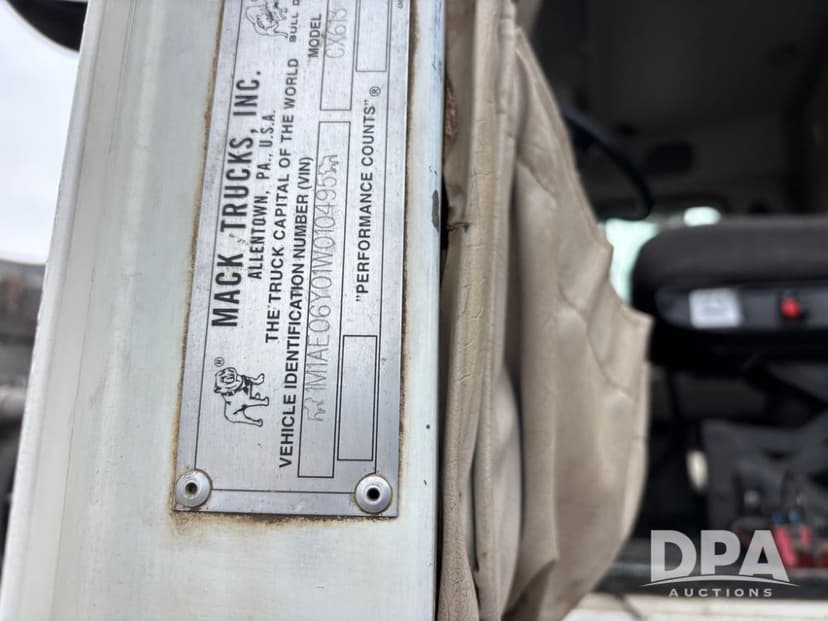 MACK TRUCKS, INC.
ALLENTOWN, PA., U.S.A.
THE TRUCK CAPITAL OF THE WORLD
VEHICLE IDENTIFICATION NUMBER (VIN)
1M1AE06Y01W010495
MODEL
CX613
"PERFORMANCE COUNTS"®
®
DPA
AUCTIONS